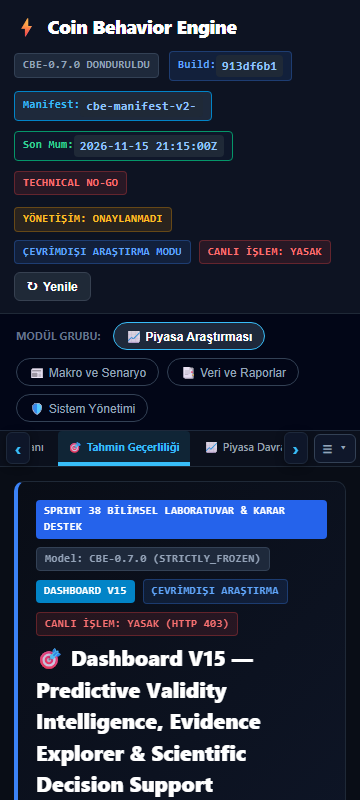 Coin Behavior Engine
CBE-0.7.0 DONDURULDU
Build: 913df6b1
Manifest: cbe-manifest-v2-
Son Mum: 2026-11-15 21:15:00Z
TECHNICAL NO-GO
YÖNETİŞİM: ONAYLANMADI
ÇEVRİMDIŞI ARAŞTIRMA MODU
CANLI İŞLEM: YASAK
↻ Yenile
MODÜL GRUBU:
Piyasa Araştırması
Makro ve Senaryo
Veri ve Raporlar
Sistem Yönetimi
‹
anı
Tahmin Geçerliliği
Piyasa Davra
›
☰ ▾
SPRINT 38 BİLİMSEL LABORATUVAR & KARAR
DESTEK
Model: CBE-0.7.0 (STRICTLY_FROZEN)
DASHBOARD V15
ÇEVRİMDIŞI ARAŞTIRMA
CANLI İŞLEM: YASAK (HTTP 403)
Dashboard V15 —
Predictive Validity
Intelligence, Evidence
Explorer & Scientific
Decision Support